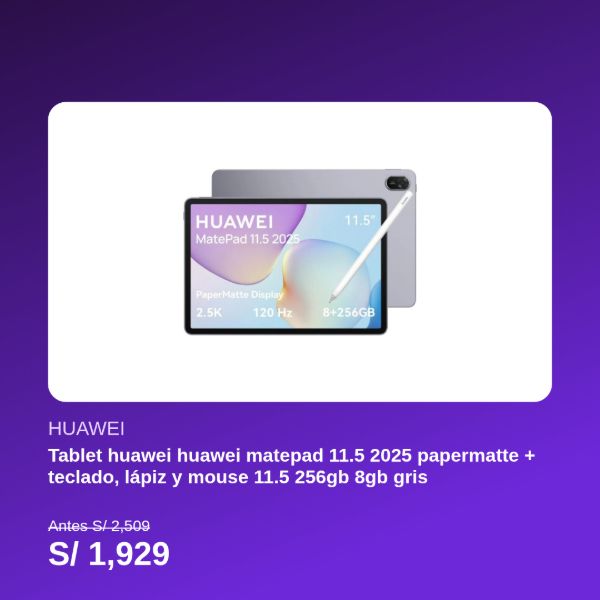 HUAWEI 11.5"
MatePad 11.5 2025
PaperMatte Display
2.5K 120 Hz 8+256GB
HUAWEI
Tablet huawei huawei matepad 11.5 2025 papermatte +
teclado, lápiz y mouse 11.5 256gb 8gb gris
Antes S/ 2,509
S/ 1,929